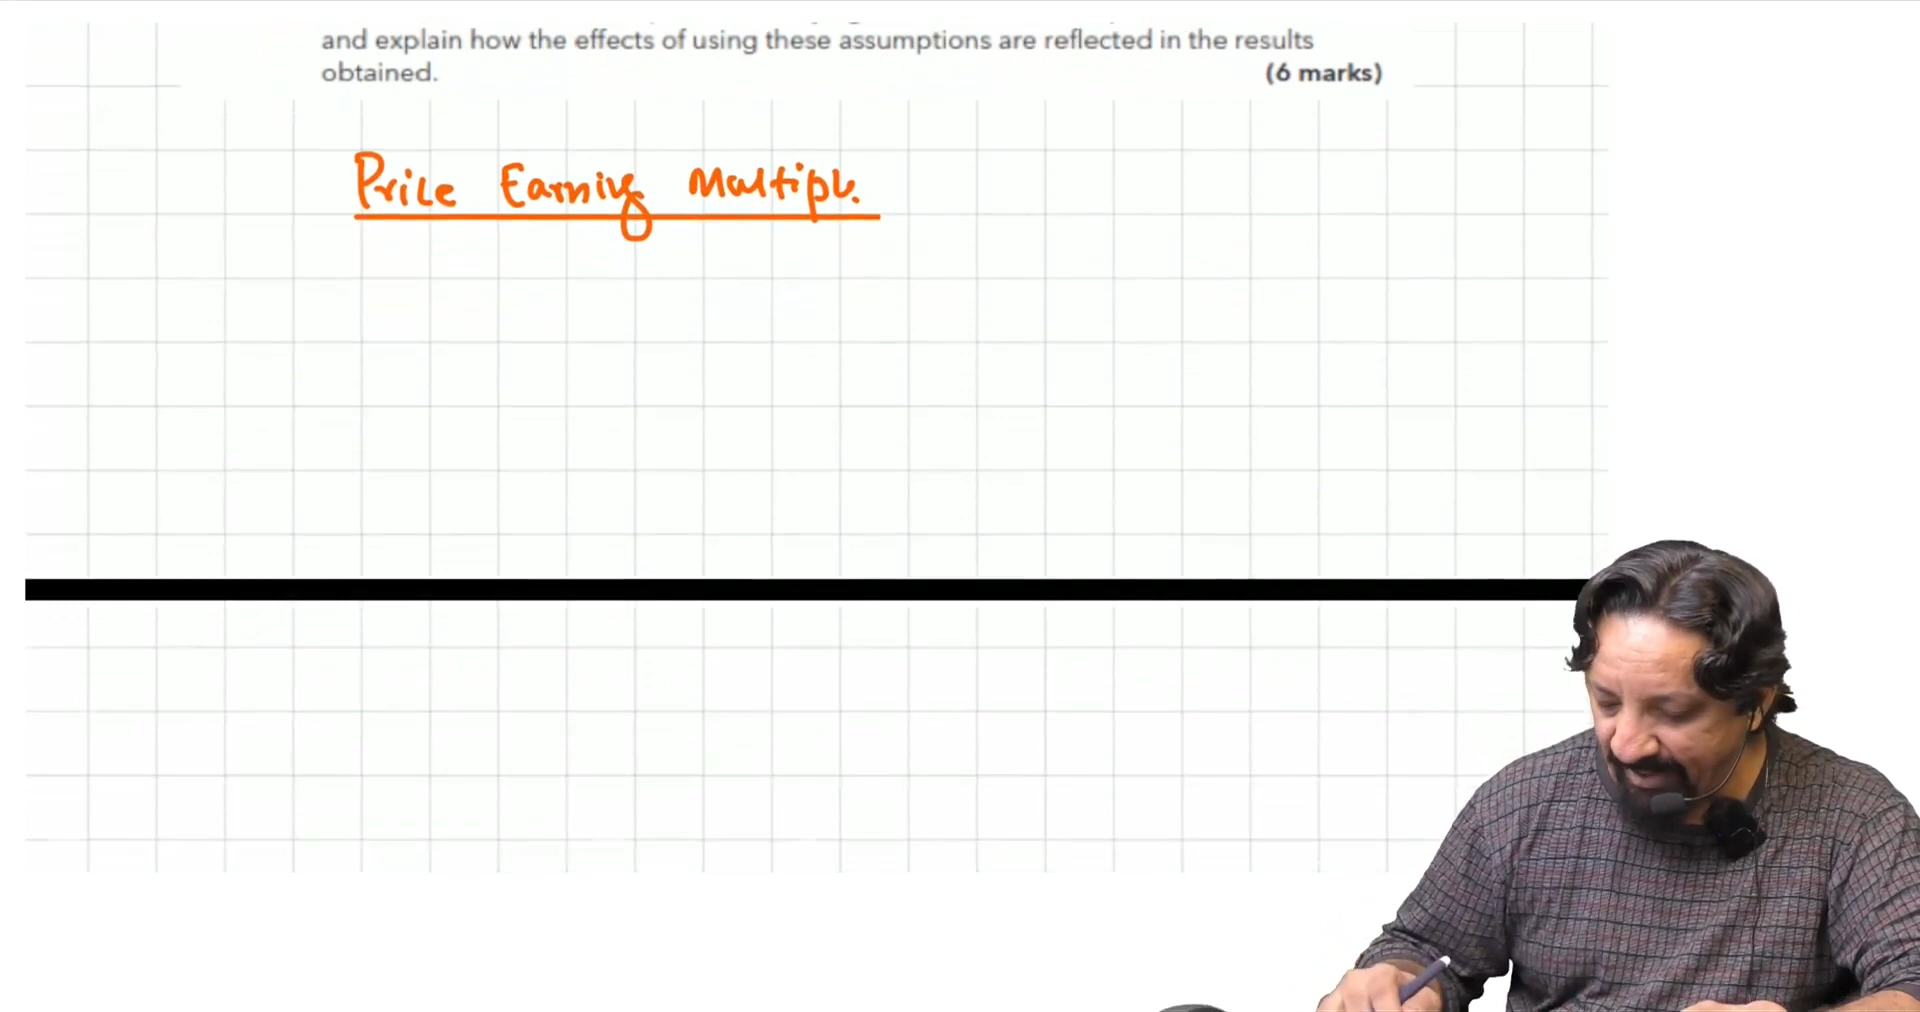 and explain how the effects of using these assumptions are reflected in the results
obtained. (6 marks)
Price Earning Multiple.